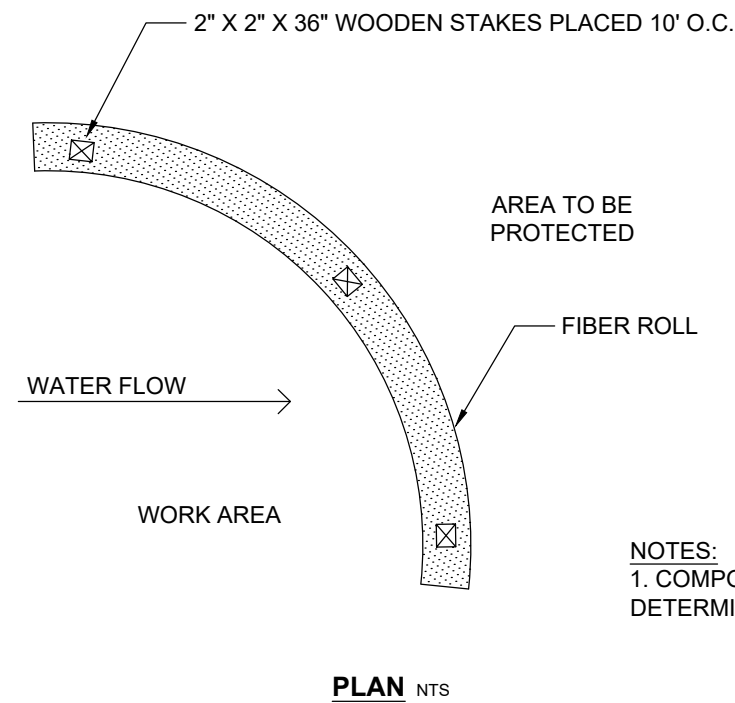 2" X 2" X 36" WOODEN STAKES PLACED 10' O.C.
AREA TO BE
PROTECTED
FIBER ROLL
WATER FLOW
WORK AREA
NOTES:
1.
DETERMI
PLAN NTS